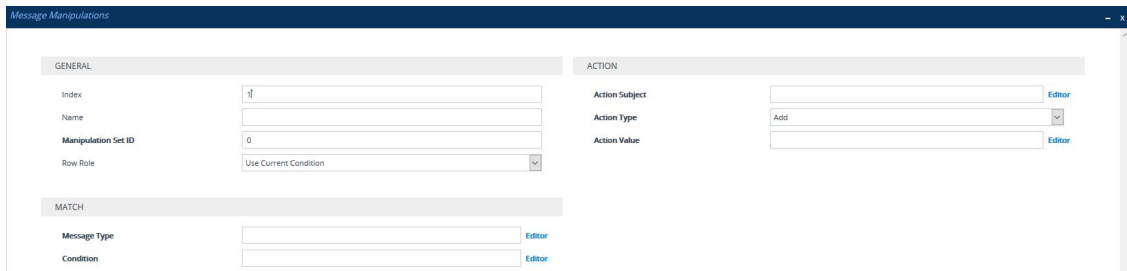 Message Manipulations
– x
GENERAL
Index 1
Name
Manipulation Set ID 0
Row Role Use Current Condition
MATCH
Message Type Editor
Condition Editor
ACTION
Action Subject Editor
Action Type Add
Action Value Editor